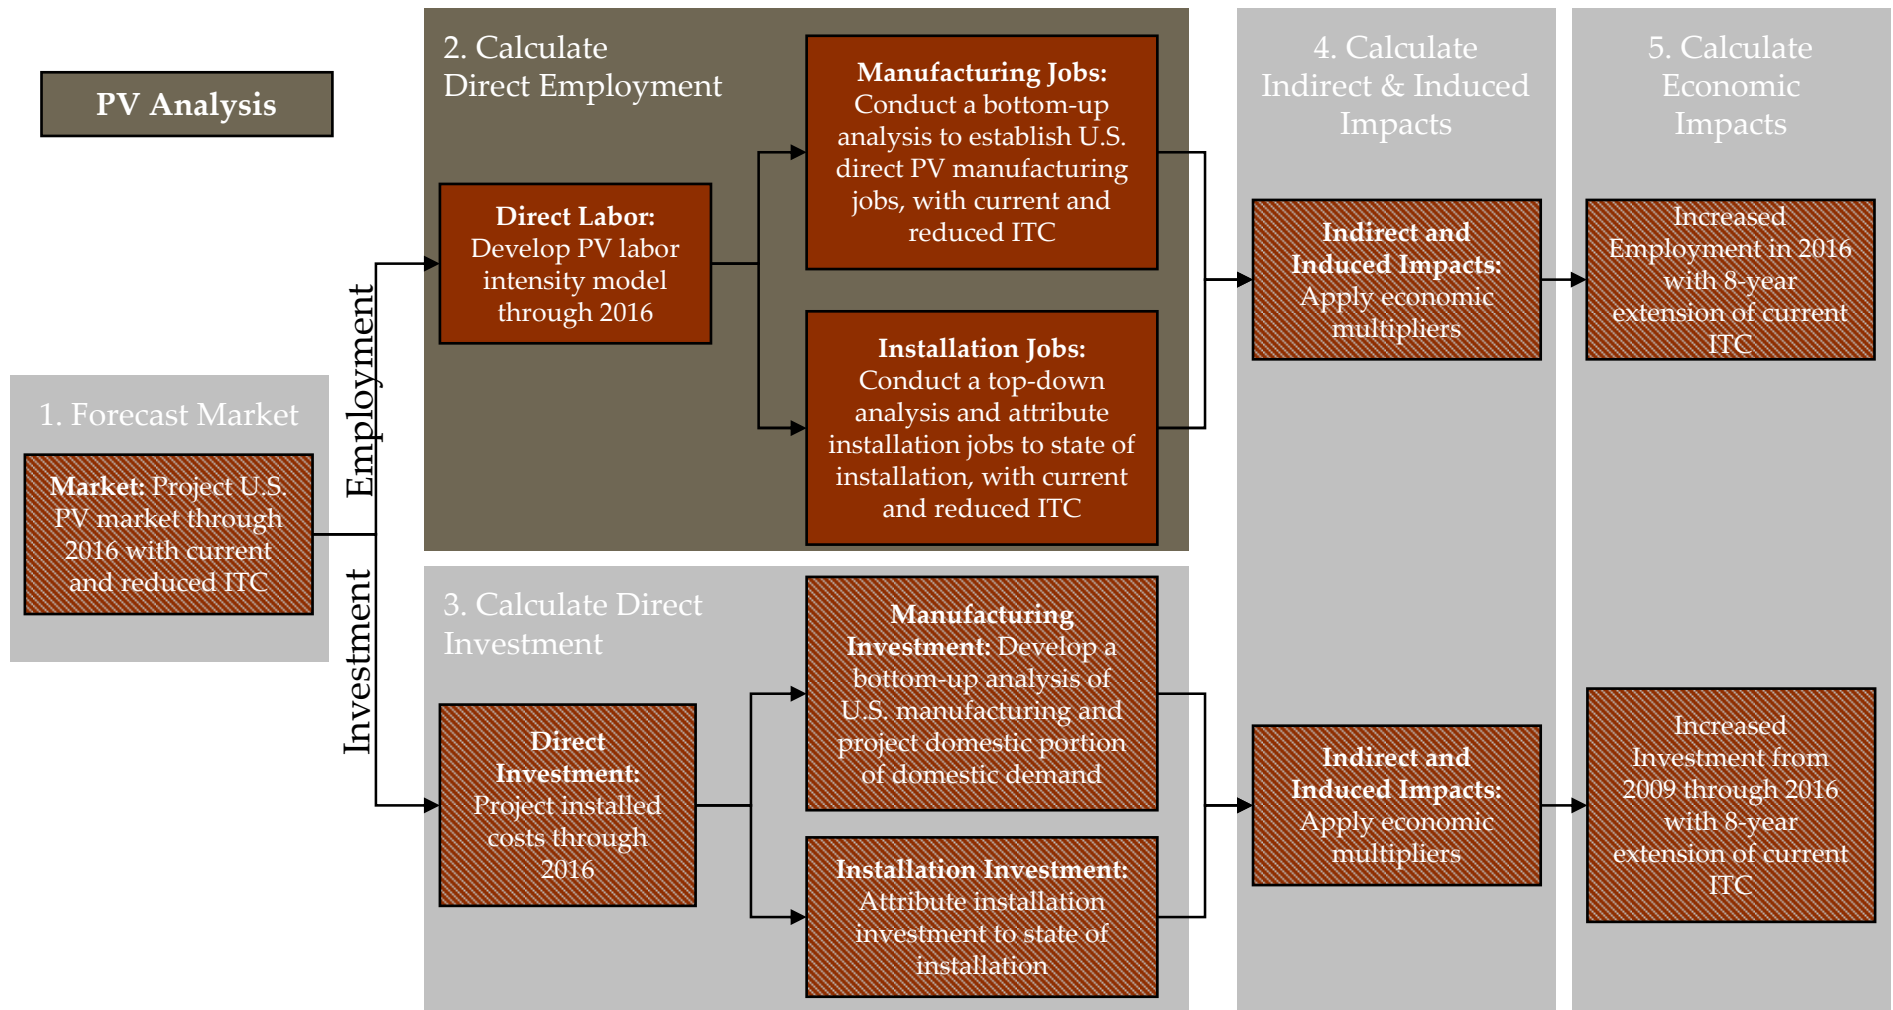 PV Analysis
1. Forecast Market
Market: Project U.S.
PV market through
2016 with current
and reduced ITC
Employment
Investment
2. Calculate
Direct Employment
Direct Labor:
Develop PV labor
intensity model
through 2016
Manufacturing Jobs:
Conduct a bottom-up
analysis to establish U.S.
direct PV manufacturing
jobs, with current and
reduced ITC
Installation Jobs:
Conduct a top-down
analysis and attribute
installation jobs to state of
installation, with current
and reduced ITC
3. Calculate Direct
Investment
Direct
Investment:
Project installed
costs through
2016
Manufacturing
Investment: Develop a
bottom-up analysis of
U.S. manufacturing and
project domestic portion
of domestic demand
Installation Investment:
Attribute installation
investment to state of
installation
4. Calculate
Indirect & Induced
Impacts
Indirect and
Induced Impacts:
Apply economic
multipliers
Indirect and
Induced Impacts:
Apply economic
multipliers
5. Calculate
Economic
Impacts
Increased
Employment in 2016
with 8-year
extension of current
ITC
Increased
Investment from
2009 through 2016
with 8-year
extension of current
ITC